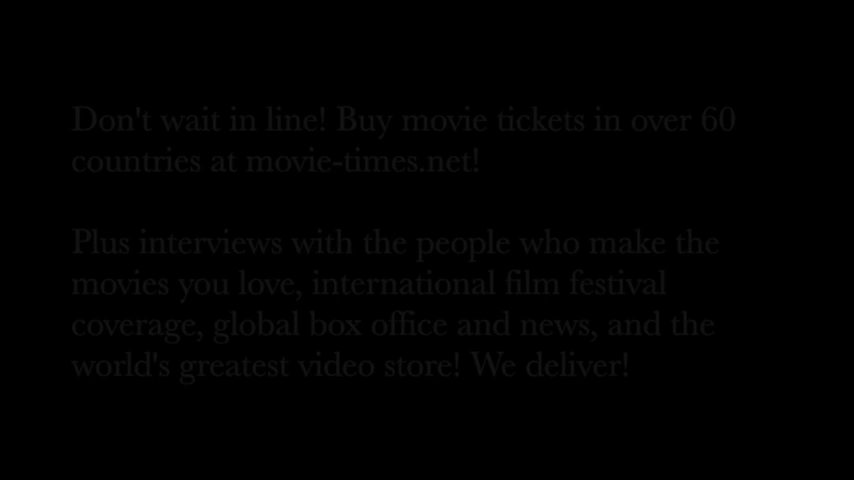 Don't wait in line! Buy movie tickets in over 60
countries at movie-times.net!
Plus interviews with the people who make the
movies you love, international film festival
coverage, global box office and news, and the
world's greatest video store! We deliver!